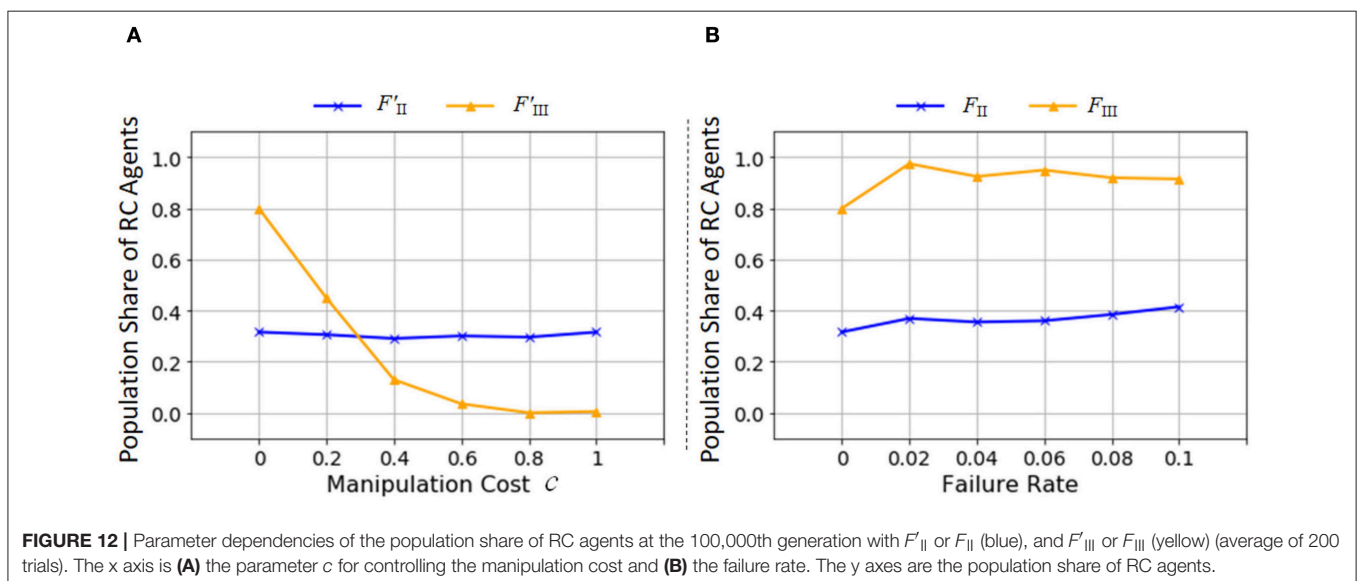 A
B
F'II F'III
FII FIII
Population Share of RC Agents
1.0
0.8
0.6
0.4
0.2
0.0
0 0.2 0.4 0.6 0.8 1
Manipulation Cost c
Population Share of RC Agents
1.0
0.8
0.6
0.4
0.2
0.0
0 0.02 0.04 0.06 0.08 0.1
Failure Rate
FIGURE 12 | Parameter dependencies of the population share of RC agents at the 100,000th generation with F'II or FII (blue), and F'III or FIII (yellow) (average of 200
trials). The x axis is (A) the parameter c for controlling the manipulation cost and (B) the failure rate. The y axes are the population share of RC agents.